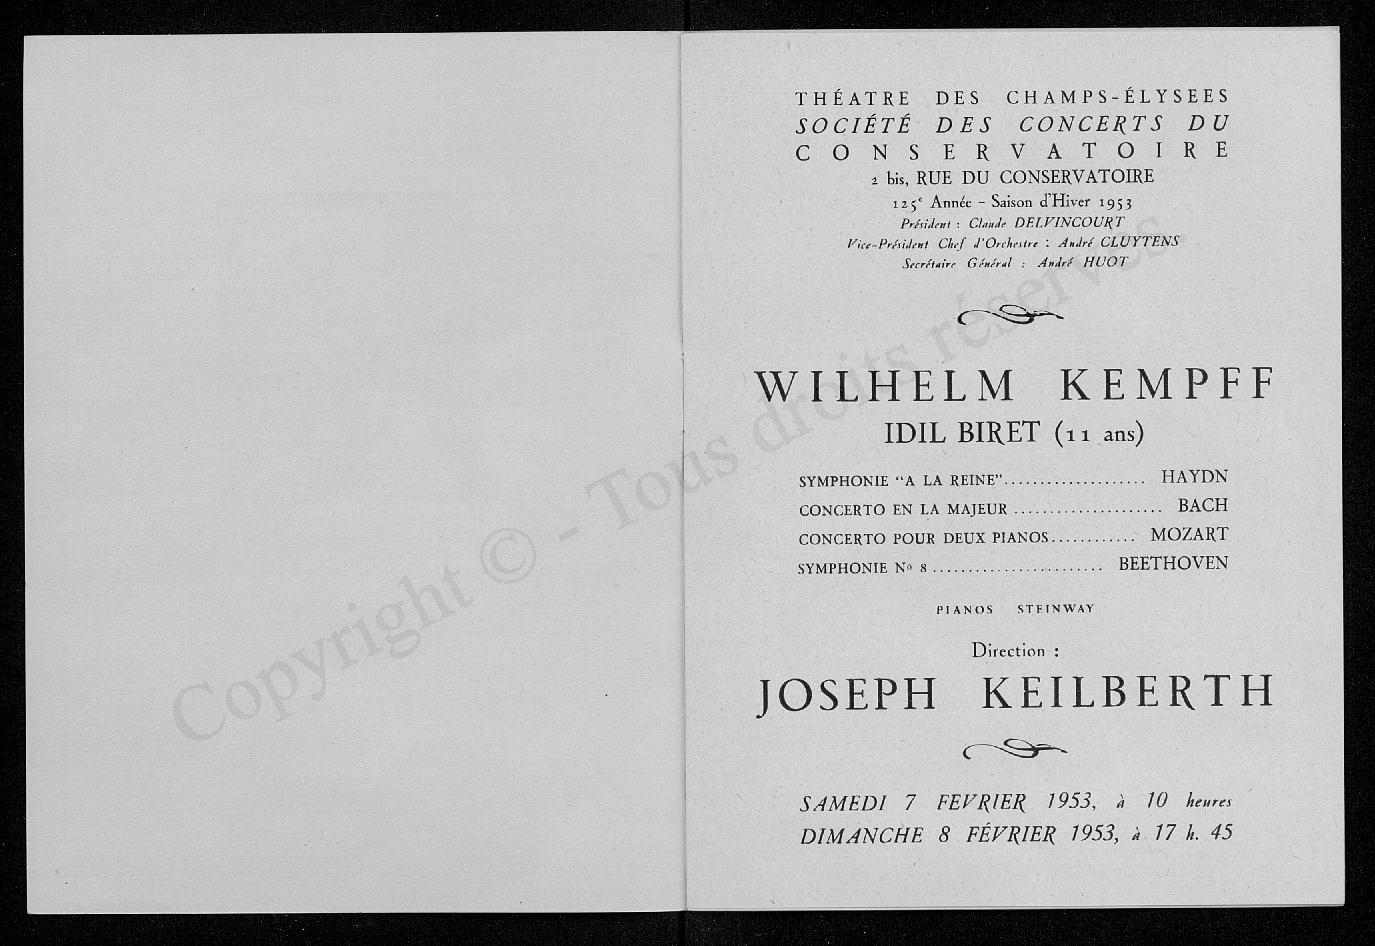 THÉATRE DES CHAMPS-ÉLYSEES
SOCIÉTÉ DES CONCERTS DU
CONSERVATOIRE
2 bis, RUE DU CONSERVATOIRE
125e Année - Saison d'Hiver 1953
Président : Claude DELVINCOURT
Vice-Président Chef d'Orchestre : André CLUYTENS
Secrétaire Général : André HUOT
WILHELM KEMPFF
IDIL BIRET (11 ans)
SYMPHONIE "A LA REINE".................... HAYDN
CONCERTO EN LA MAJEUR ..................... BACH
CONCERTO POUR DEUX PIANOS............ MOZART
SYMPHONIE No 8 ........................ BEETHOVEN
PIANOS STEINWAY
Direction :
JOSEPH KEILBERTH
SAMEDI 7 FEVRIER 1953, à 10 heures
DIMANCHE 8 FÉVRIER 1953, à 17 h. 45
Copyright © - Tous droits réservés